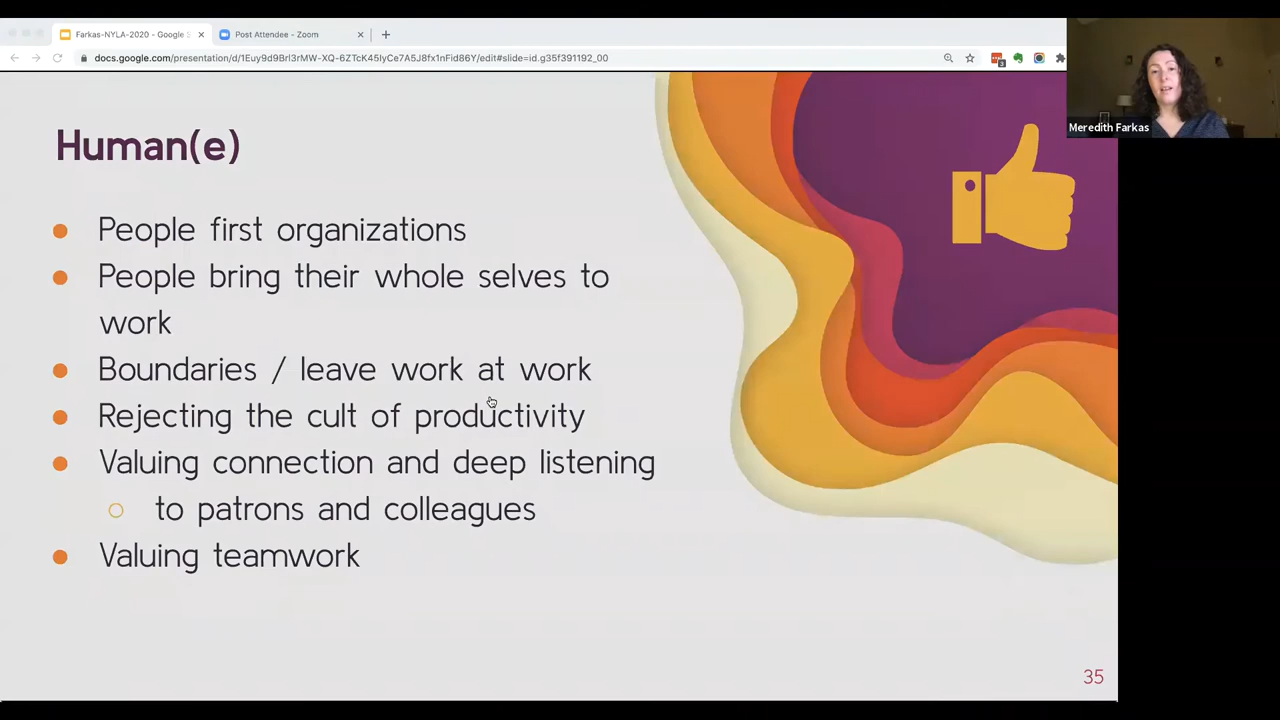 Farkas-NYLA-2020 - Google S
Post Attendee - Zoom
docs.google.com/presentation/d/1Euy9d9Brl3rMW-XQ-6ZTcK45lyCe7A5J8fx1nFid86Y/edit#slide=id.g35f391192_00
Meredith Farkas
Human(e)
● People first organizations
● People bring their whole selves to
work
● Boundaries / leave work at work
● Rejecting the cult of productivity
● Valuing connection and deep listening
○ to patrons and colleagues
● Valuing teamwork
35